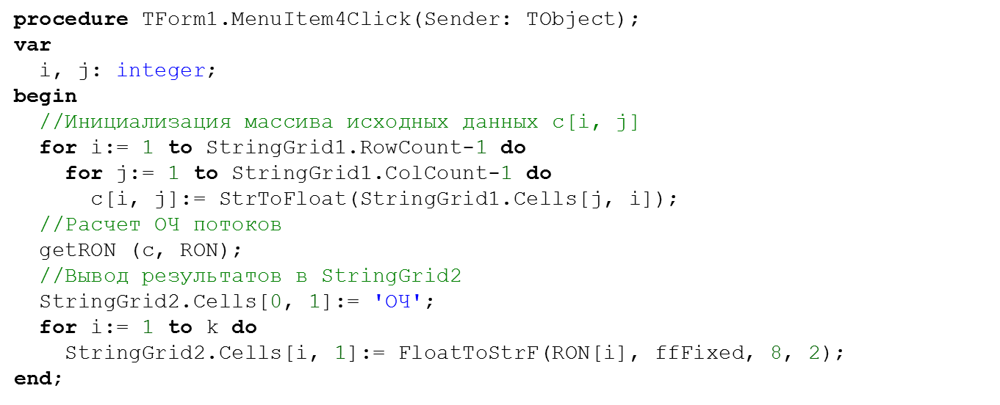 procedure TForm1.MenuItem4Click(Sender: TObject);
var
  i, j: integer;
begin
  //Инициализация массива исходных данных c[i, j]
  for i:= 1 to StringGrid1.RowCount-1 do
    for j:= 1 to StringGrid1.ColCount-1 do
      c[i, j]:= StrToFloat(StringGrid1.Cells[j, i]);
  //Расчет ОЧ потоков
  getRON (c, RON);
  //Вывод результатов в StringGrid2
  StringGrid2.Cells[0, 1]:= 'ОЧ';
  for i:= 1 to k do
    StringGrid2.Cells[i, 1]:= FloatToStrF(RON[i], ffFixed, 8, 2);
end;